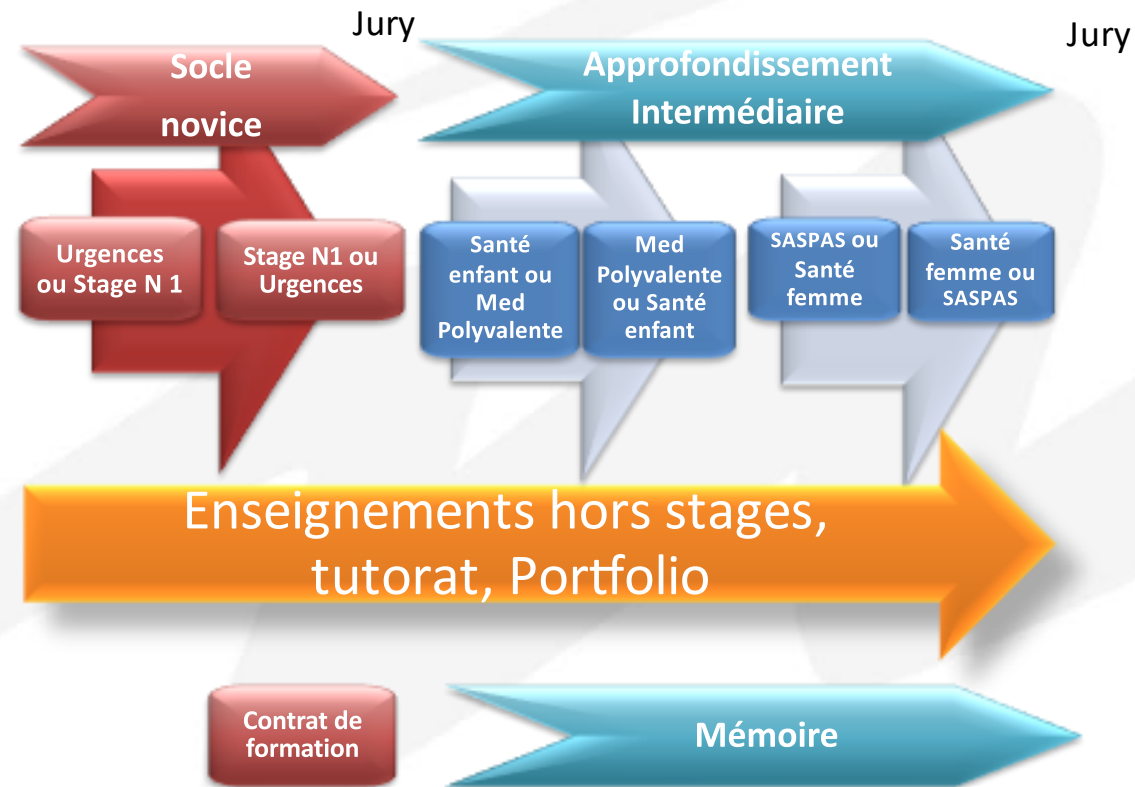 Jury
Jury
Socle
novice
Approfondissement
Intermédiaire
Urgences
ou Stage N 1
Stage N1 ou
Urgences
Santé
enfant ou
Med
Polyvalente
Med
Polyvalente
ou Santé
enfant
SASPAS ou
Santé
femme
Santé
femme ou
SASPAS
Enseignements hors stages,
tutorat, Portfolio
Contrat de
formation
Mémoire